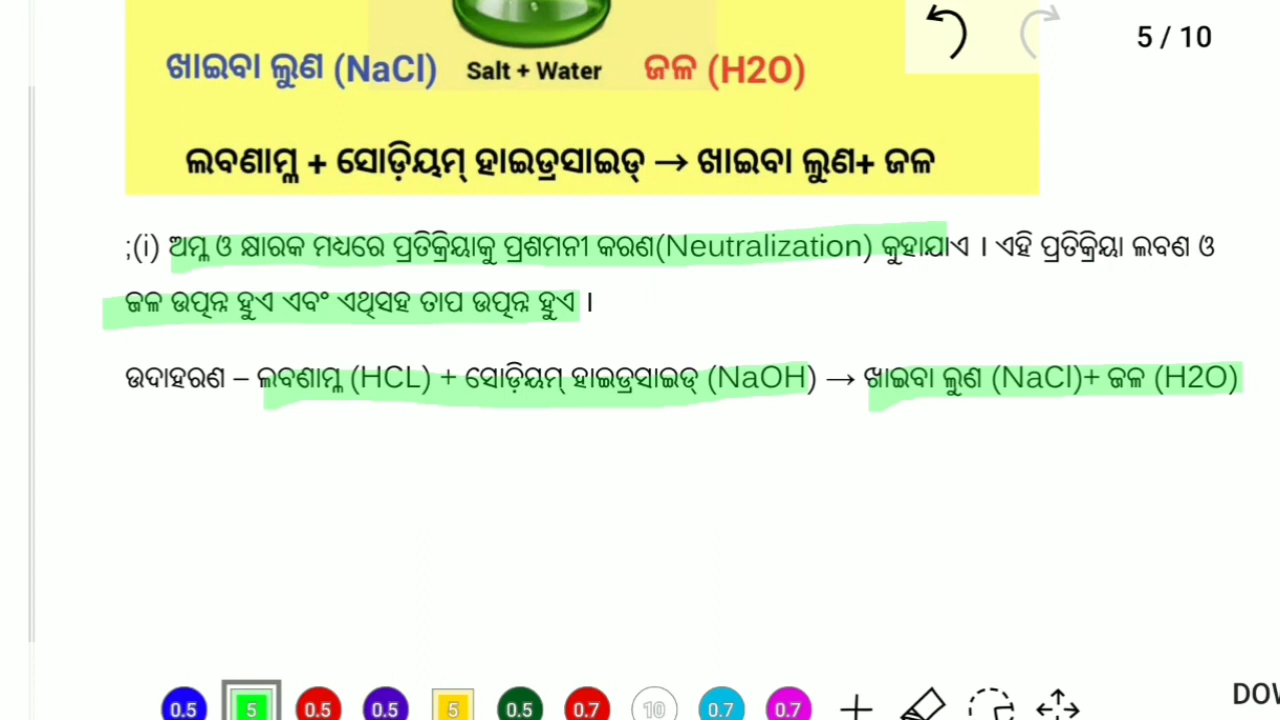 5 / 10
ଖାଇବା ଲୁଣ (NaCl) Salt + Water ଜଳ (H2O)
ଲବଣାମ୍ଳ + ସୋଡ଼ିୟମ୍ ହାଇଡ୍ରସାଇଡ୍ → ଖାଇବା ଲୁଣ+ ଜଳ
;(i) ଅମ୍ଳ ଓ କ୍ଷାରକ ମଧ୍ୟରେ ପ୍ରତିକ୍ରିୟାକୁ ପ୍ରଶମନୀ କରଣ(Neutralization) କୁହାଯାଏ । ଏହି ପ୍ରତିକ୍ରିୟା ଲବଣ ଓ
ଜଳ ଉତ୍ପନ୍ନ ହୁଏ ଏବଂ ଏଥିସହ ତାପ ଉତ୍ପନ୍ନ ହୁଏ ।
ଉଦାହରଣ – ଲବଣାମ୍ଳ (HCL) + ସୋଡ଼ିୟମ୍ ହାଇଡ୍ରସାଇଡ୍ (NaOH) → ଖାଇବା ଲୁଣ (NaCl)+ ଜଳ (H2O)
0.5 5 0.5 0.5 5 0.5 0.7 10 0.7 0.7